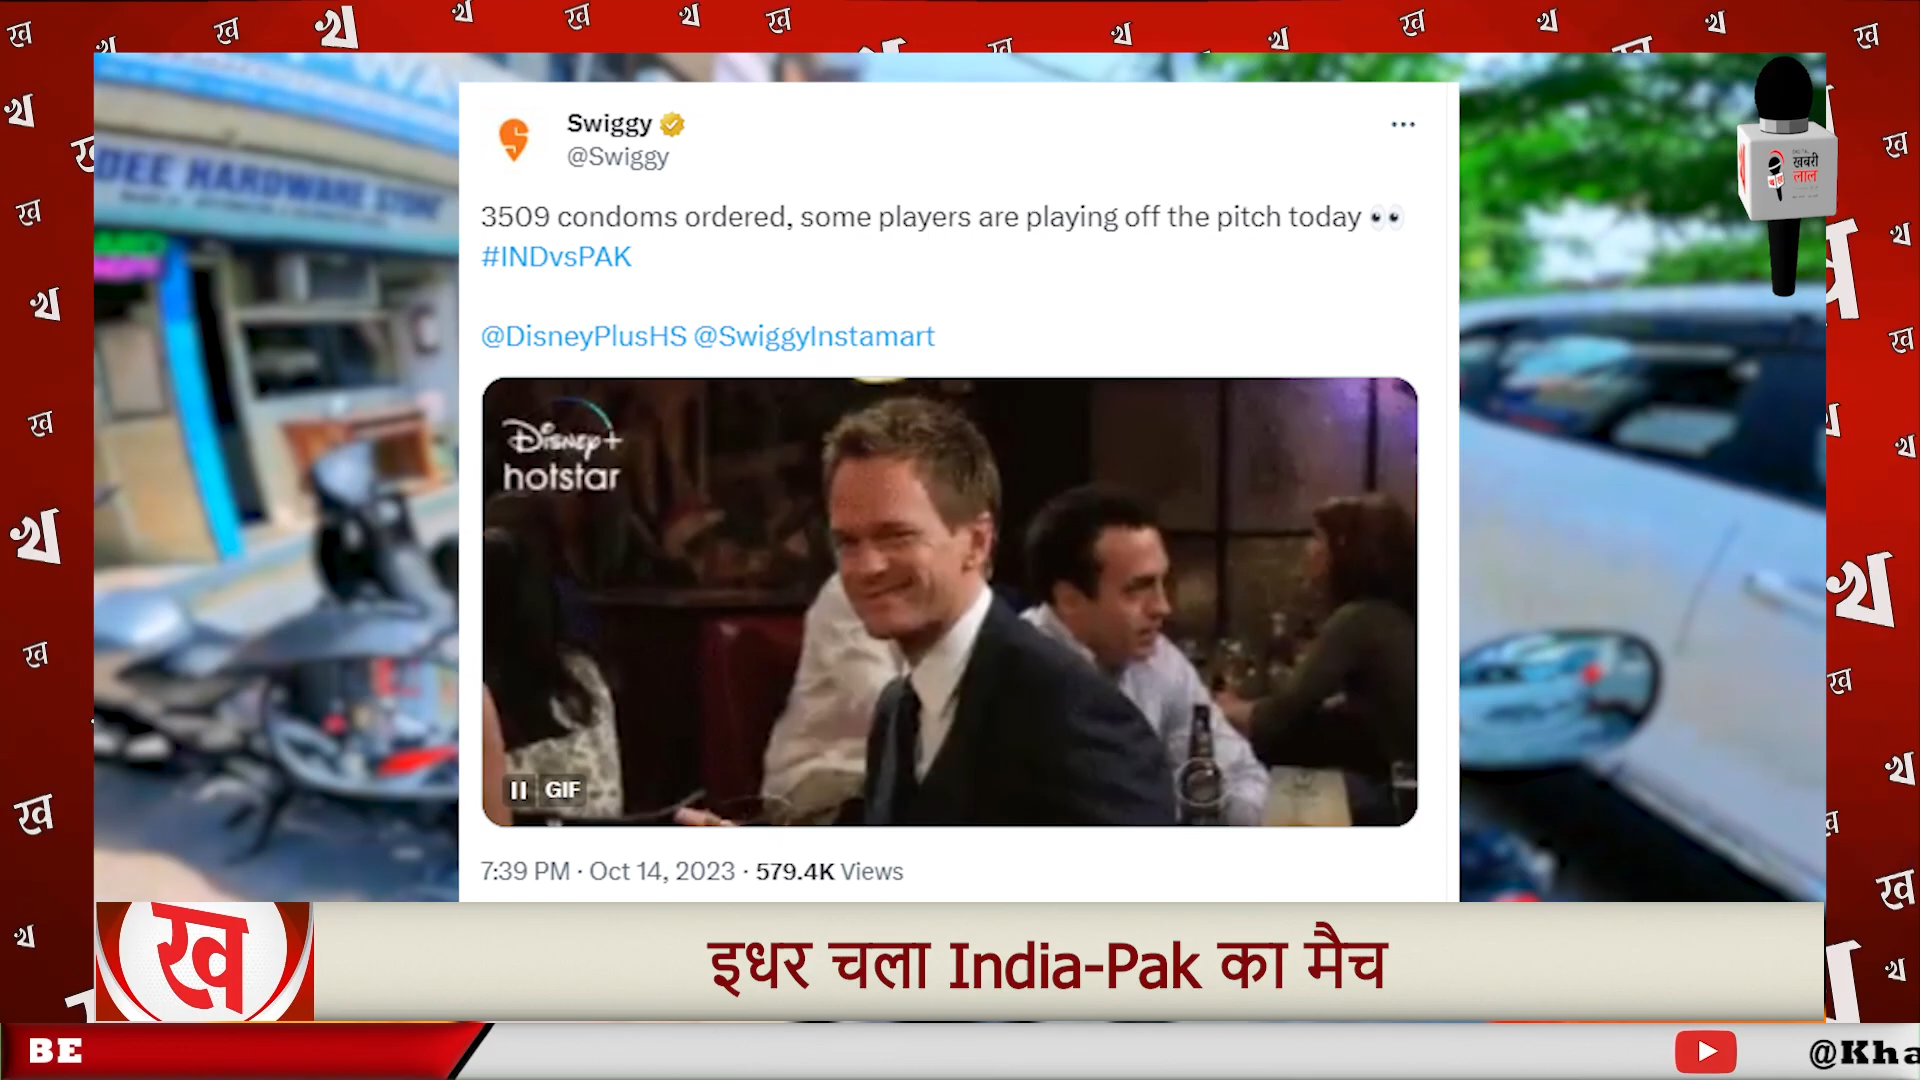 Swiggy
@Swiggy
3509 condoms ordered, some players are playing off the pitch today 👀
#INDvsPAK
@DisneyPlusHS @SwiggyInstamart
Disney+
hotstar
GIF
7:39 PM · Oct 14, 2023 · 579.4K Views
DEE HARDWARE STORE
खबरी
लाल
ख
इधर चला India-Pak का मैच
BE
@Kha